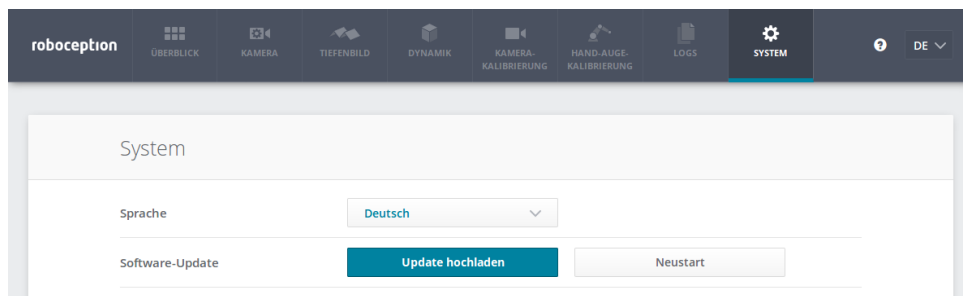 roboception
ÜBERBLICK
KAMERA
TIEFENBILD
DYNAMIK
KAMERA-
KALIBRIERUNG
HAND-AUGE-
KALIBRIERUNG
LOGS
SYSTEM
?
DE
System
Sprache
Deutsch
Software-Update
Update hochladen
Neustart